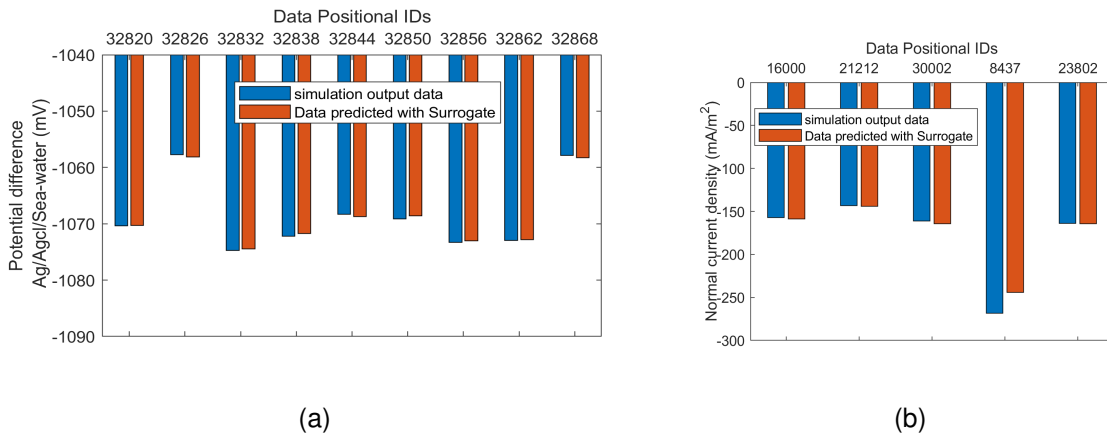 Data Positional IDs
32820 32826 32832 32838 32844 32850 32856 32862 32868
-1040
-1050
-1060
-1070
-1080
-1090
Potential difference
Ag/Agcl/Sea-water (mV)
simulation output data
Data predicted with Surrogate
(a)
Data Positional IDs
16000 21212 30002 8437 23802
0
-50
-100
-150
-200
-250
-300
Normal current density (mA/m²)
simulation output data
Data predicted with Surrogate
(b)